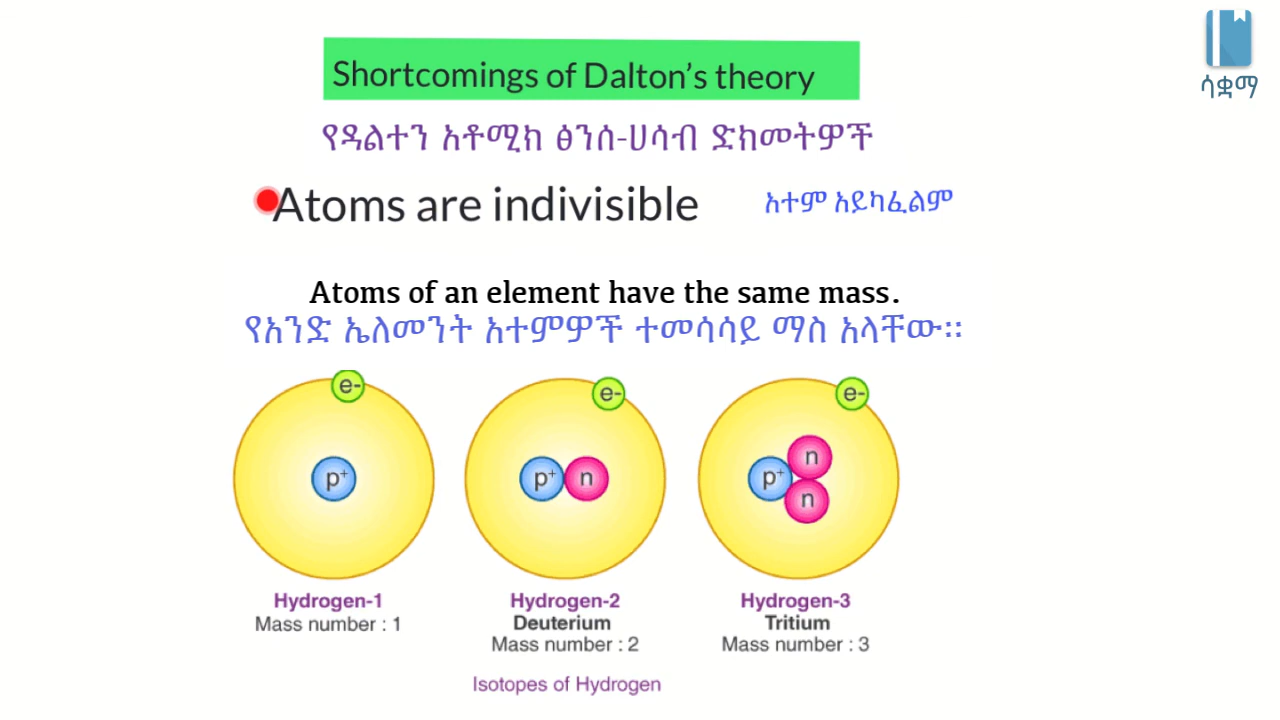 Shortcomings of Dalton's theory
ሳቋማ
የዳልተን አቶሚክ ፅንሰ-ሀሳብ ድክመትዎች
Atoms are indivisible አተም አይካፈልም
Atoms of an element have the same mass.
የአንድ ኤለመንት አተምዎች ተመሳሳይ ማስ አላቸው።
e- e- e-
n
p+ p+ n p+
n
Hydrogen-1 Hydrogen-2 Hydrogen-3
Mass number : 1 Deuterium Tritium
Mass number : 2 Mass number : 3
Isotopes of Hydrogen